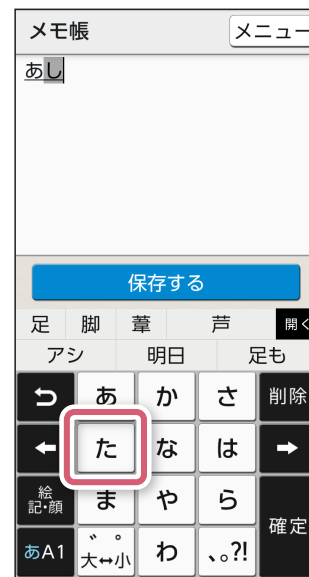 メモ帳 メニュー
あし
保存する
足 脚 葦 芦 開く
アシ 明日 足も
あ か さ 削除
た な は
絵 ま や ら
記・顔
確定
あA1 大↔小 わ 、。?!
゛゜